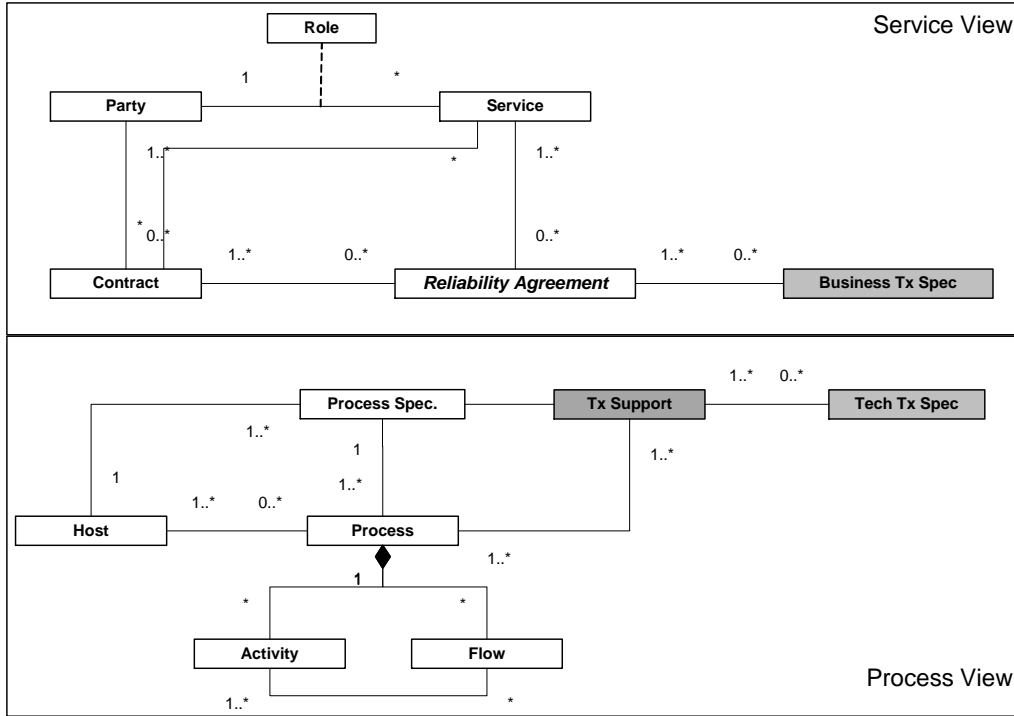 Role
Service View
1
*
Party
Service
1..*
*
1..*
*
0..*
1..*
0..*
0..*
1..*
0..*
Contract
Reliability Agreement
Business Tx Spec
1..*
0..*
Process Spec.
Tx Support
Tech Tx Spec
1..*
1
1..*
1
1..*
1..*
0..*
Host
Process
1..*
1
*
*
Activity
Flow
Process View
1..*
*